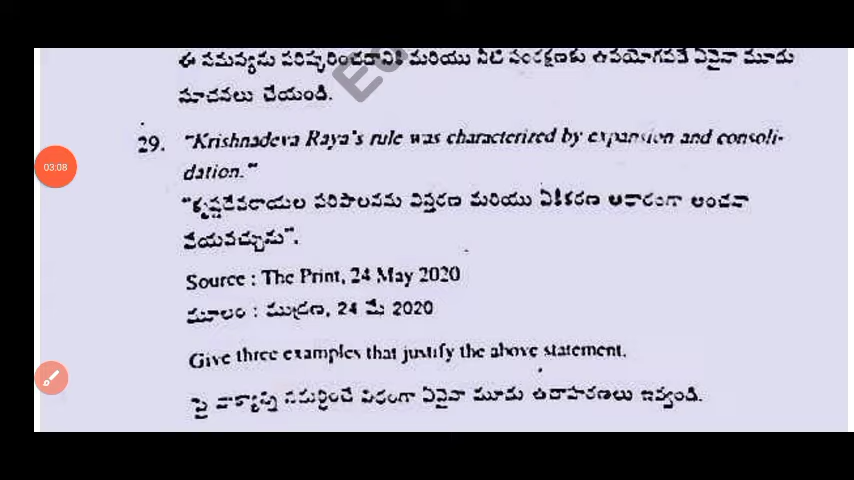 ఈ సమస్యను పరిష్కరించడానికి మరియు నీటి సంరక్షణకు ఉపయోగపడే ఏవైనా మూడు
సూచనలు చేయండి.
29. "Krishnadeva Raya's rule was characterized by expansion and consoli-
dation."
"కృష్ణదేవరాయల పరిపాలనను విస్తరణ మరియు ఏకీకరణ ఆధారంగా అంచనా
వేయవచ్చును".
Source : The Print, 24 May 2020
మూలం : ముద్రణ, 24 మే 2020
Give three examples that justify the above statement.
పై వాక్యాన్ని సమర్థించే విధంగా ఏవైనా మూడు ఉదాహరణలు ఇవ్వండి.
03:08